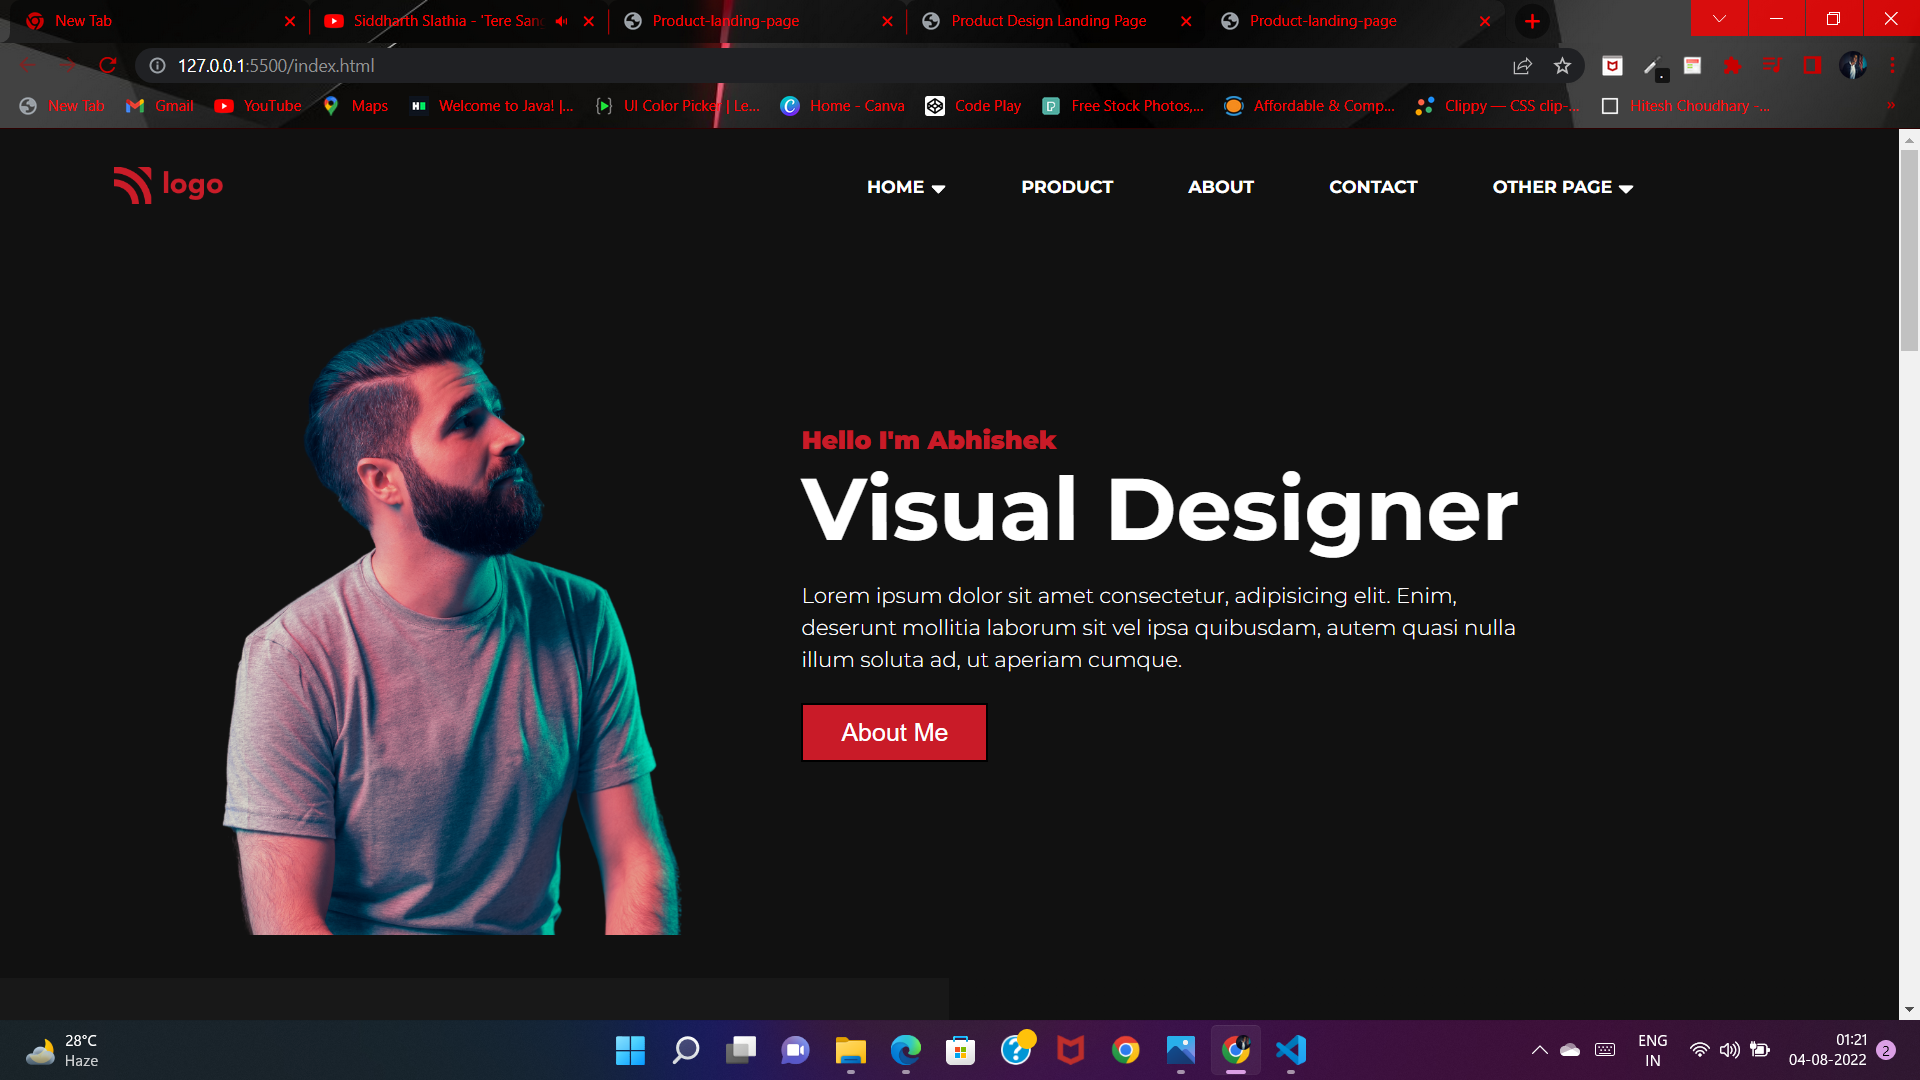 New Tab
Siddharth Slathia - 'Tere Sang
Product-landing-page
Product Design Landing Page
Product-landing-page
127.0.0.1:5500/index.html
New Tab
Gmail
YouTube
Maps
Welcome to Java! |...
UI Color Picker | Le...
Home - Canva
Code Play
Free Stock Photos,...
Affordable & Comp...
Clippy — CSS clip-...
Hitesh Choudhary -...
logo
HOME
PRODUCT
ABOUT
CONTACT
OTHER PAGE
Hello I'm Abhishek
Visual Designer
Lorem ipsum dolor sit amet consectetur, adipisicing elit. Enim,
deserunt mollitia laborum sit vel ipsa quibusdam, autem quasi nulla
illum soluta ad, ut aperiam cumque.
About Me
28°C
Haze
ENG
IN
01:21
04-08-2022
2